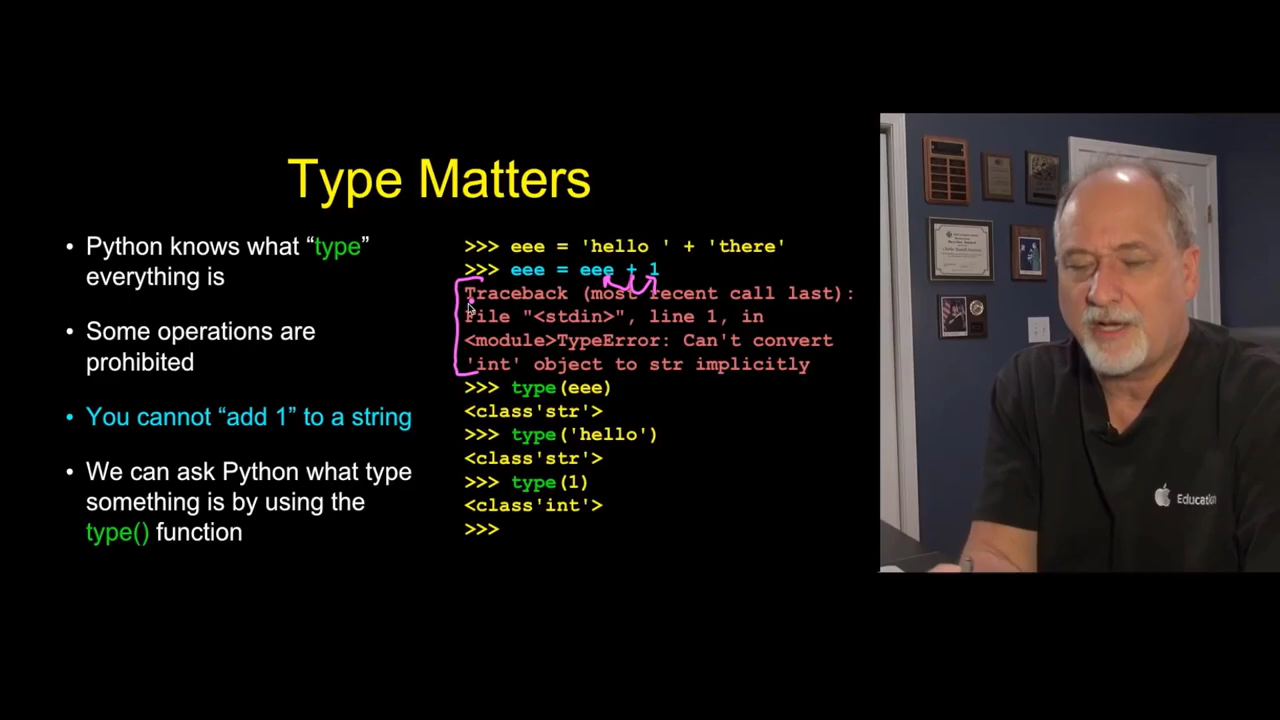 Type Matters
• Python knows what “type”
everything is
• Some operations are
prohibited
• You cannot “add 1” to a string
• We can ask Python what type
something is by using the
type() function
>>> eee = 'hello ' + 'there'
>>> eee = eee + 1
Traceback (most recent call last):
File "<stdin>", line 1, in
<module>TypeError: Can't convert
'int' object to str implicitly
>>> type(eee)
<class'str'>
>>> type('hello')
<class'str'>
>>> type(1)
<class'int'>
>>>
Education